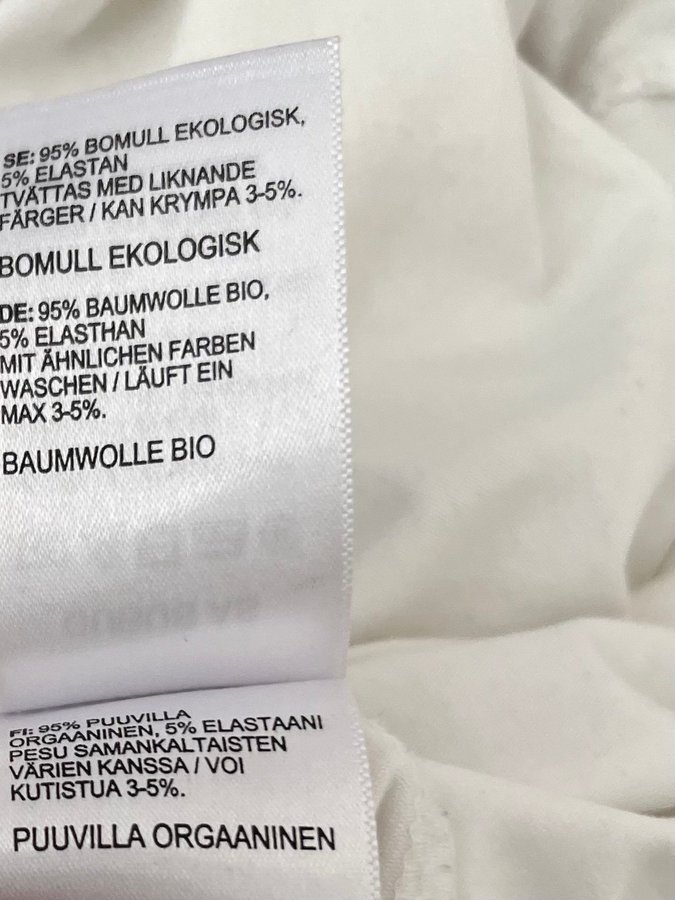 SE: 95% BOMULL EKOLOGISK,
5% ELASTAN
TVÄTTAS MED LIKNANDE
FÄRGER / KAN KRYMPA 3-5%.
BOMULL EKOLOGISK
DE: 95% BAUMWOLLE BIO,
5% ELASTHAN
MIT ÄHNLICHEN FARBEN
WASCHEN / LÄUFT EIN
MAX 3-5%.
BAUMWOLLE BIO
FI: 95% PUUVILLA
ORGAANINEN, 5% ELASTAANI
PESU SAMANKALTAISTEN
VÄRIEN KANSSA / VOI
KUTISTUA 3-5%.
PUUVILLA ORGAANINEN